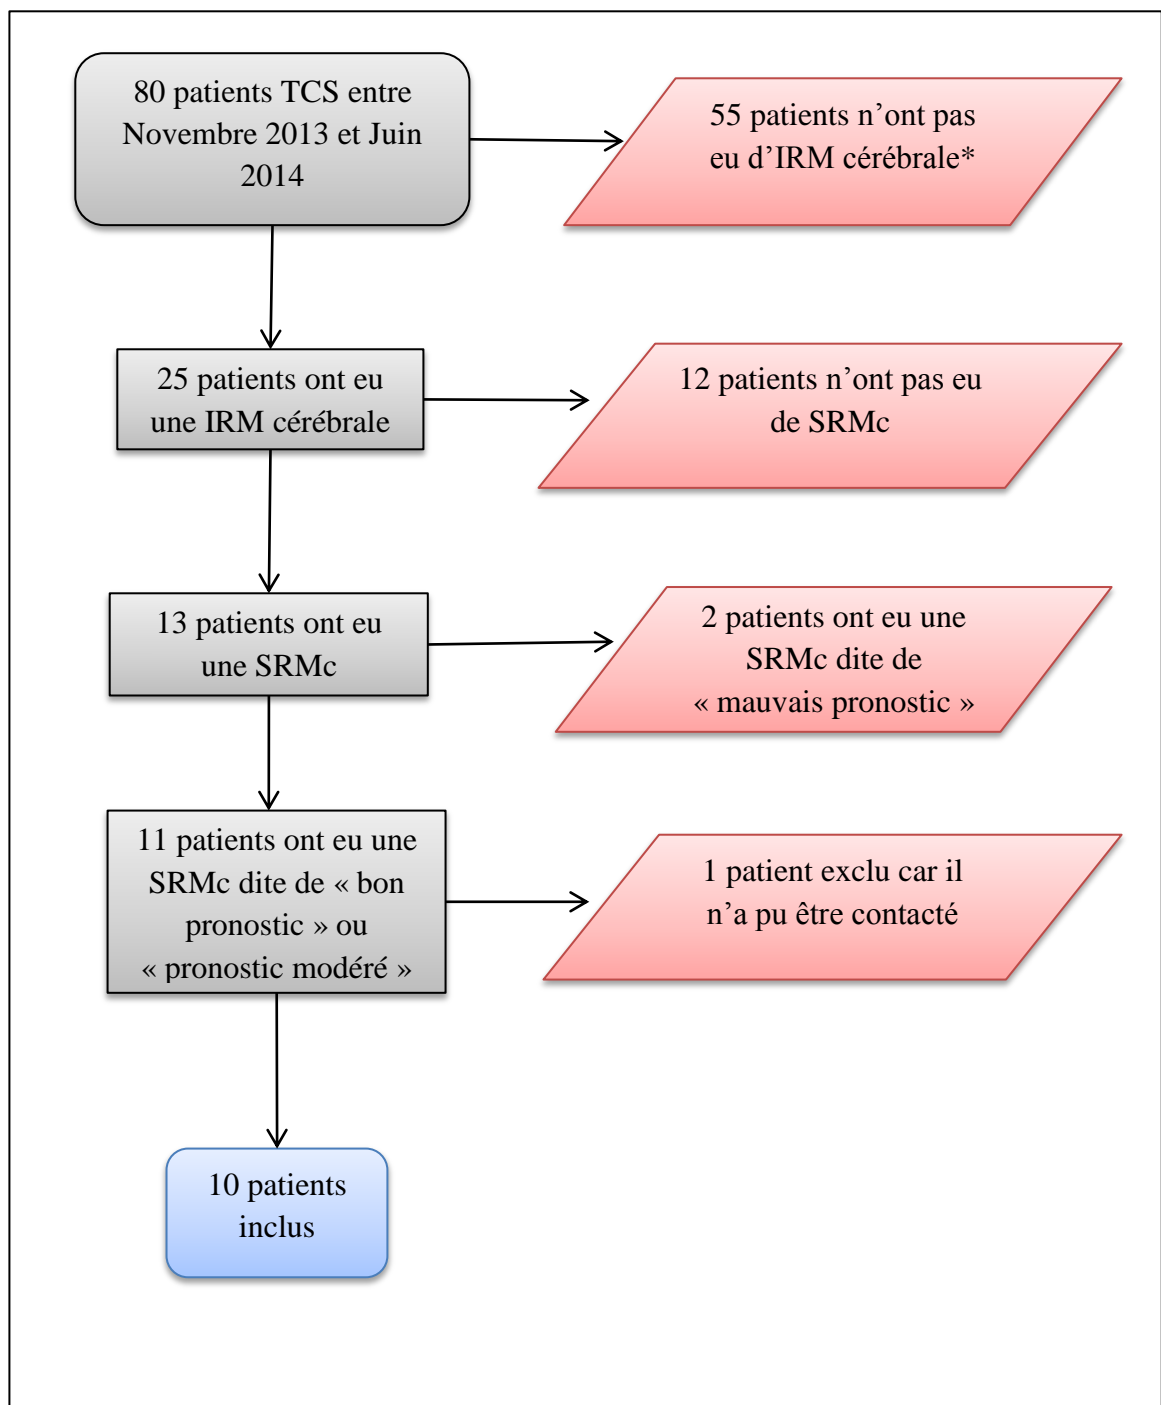 80 patients TCS entre
Novembre 2013 et Juin
2014
55 patients n’ont pas
eu d’IRM cérébrale*
25 patients ont eu
une IRM cérébrale
12 patients n’ont pas eu
de SRMc
13 patients ont eu
une SRMc
2 patients ont eu une
SRMc dite de
« mauvais pronostic »
11 patients ont eu une
SRMc dite de « bon
pronostic » ou
« pronostic modéré »
1 patient exclu car il
n’a pu être contacté
10 patients
inclus